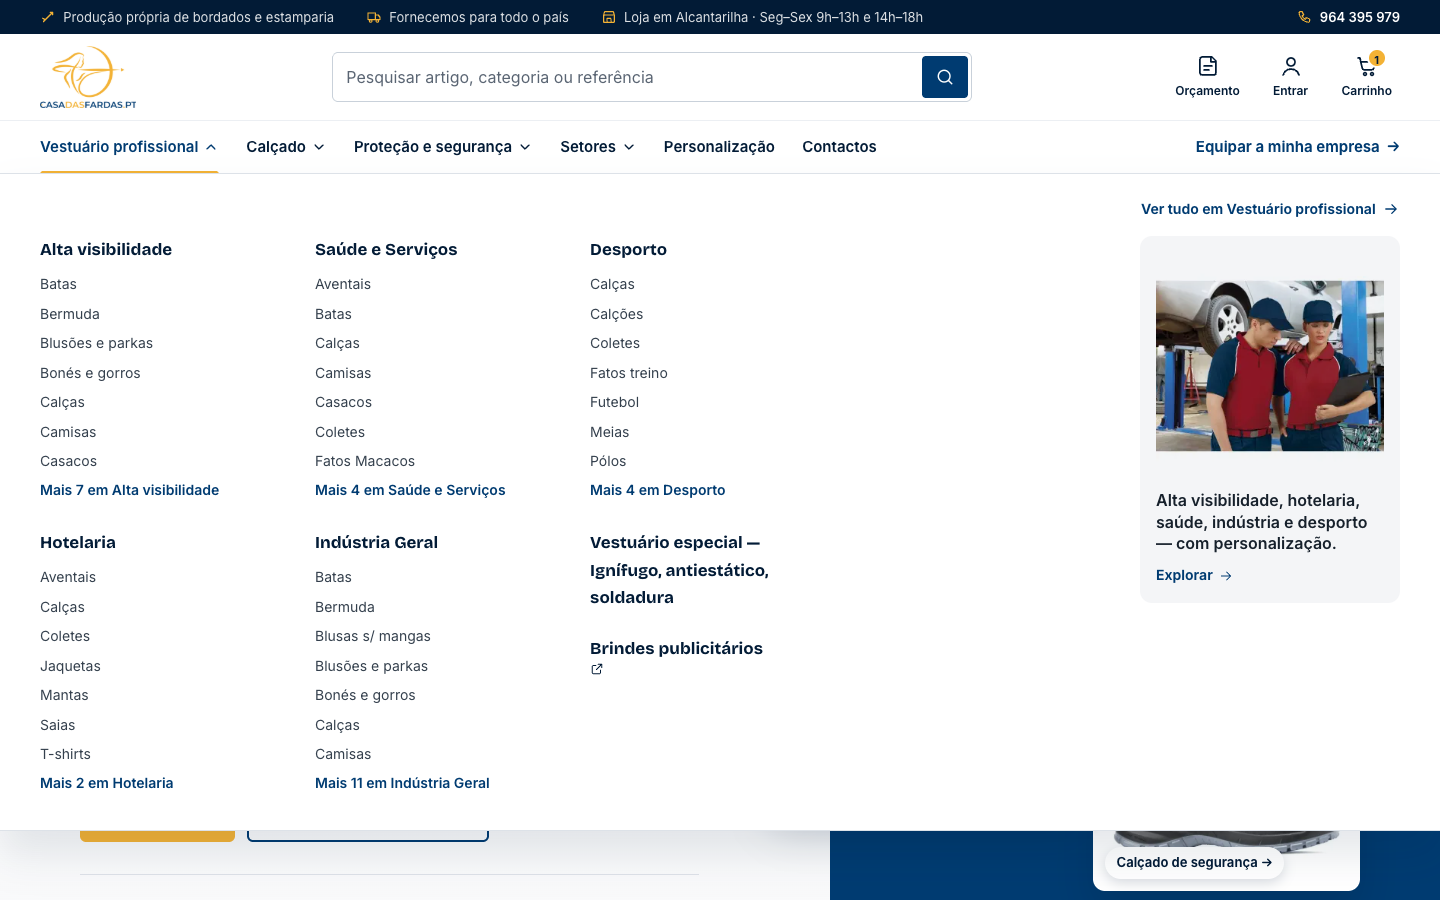 Produção própria de bordados e estamparia
Fornecemos para todo o país
Loja em Alcantarilha · Seg–Sex 9h–13h e 14h–18h
964 395 979
CASADASFARDAS.PT
Pesquisar artigo, categoria ou referência
Orçamento
Entrar
1
Carrinho
Vestuário profissional
Calçado
Proteção e segurança
Setores
Personalização
Contactos
Equipar a minha empresa →
Ver tudo em Vestuário profissional →
Alta visibilidade
Batas
Bermuda
Blusões e parkas
Bonés e gorros
Calças
Camisas
Casacos
Mais 7 em Alta visibilidade
Saúde e Serviços
Aventais
Batas
Calças
Camisas
Casacos
Coletes
Fatos Macacos
Mais 4 em Saúde e Serviços
Desporto
Calças
Calções
Coletes
Fatos treino
Futebol
Meias
Pólos
Mais 4 em Desporto
Hotelaria
Aventais
Calças
Coletes
Jaquetas
Mantas
Saias
T-shirts
Mais 2 em Hotelaria
Indústria Geral
Batas
Bermuda
Blusas s/ mangas
Blusões e parkas
Bonés e gorros
Calças
Camisas
Mais 11 em Indústria Geral
Vestuário especial —
Ignífugo, antiestático,
soldadura
Brindes publicitários
Alta visibilidade, hotelaria,
saúde, indústria e desporto
— com personalização.
Explorar →
Calçado de segurança →